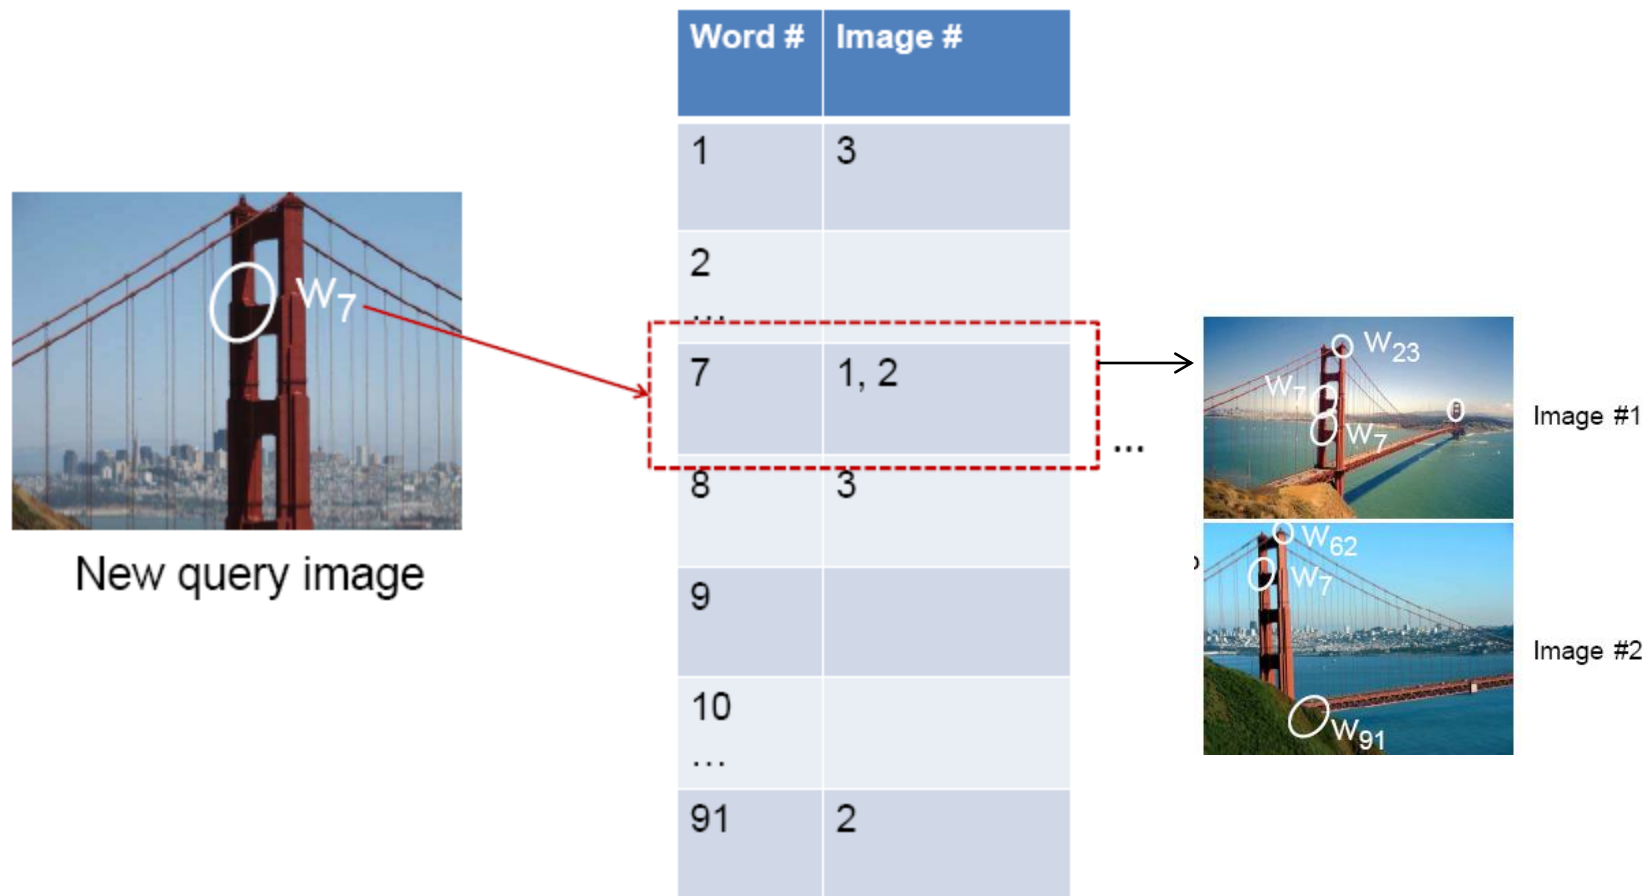 Word # Image #
1 3
2
...
7 1, 2
8 3
9
10
...
91 2
W7
New query image
...
W23
W7
W7
Image #1
W62
W7
W91
Image #2